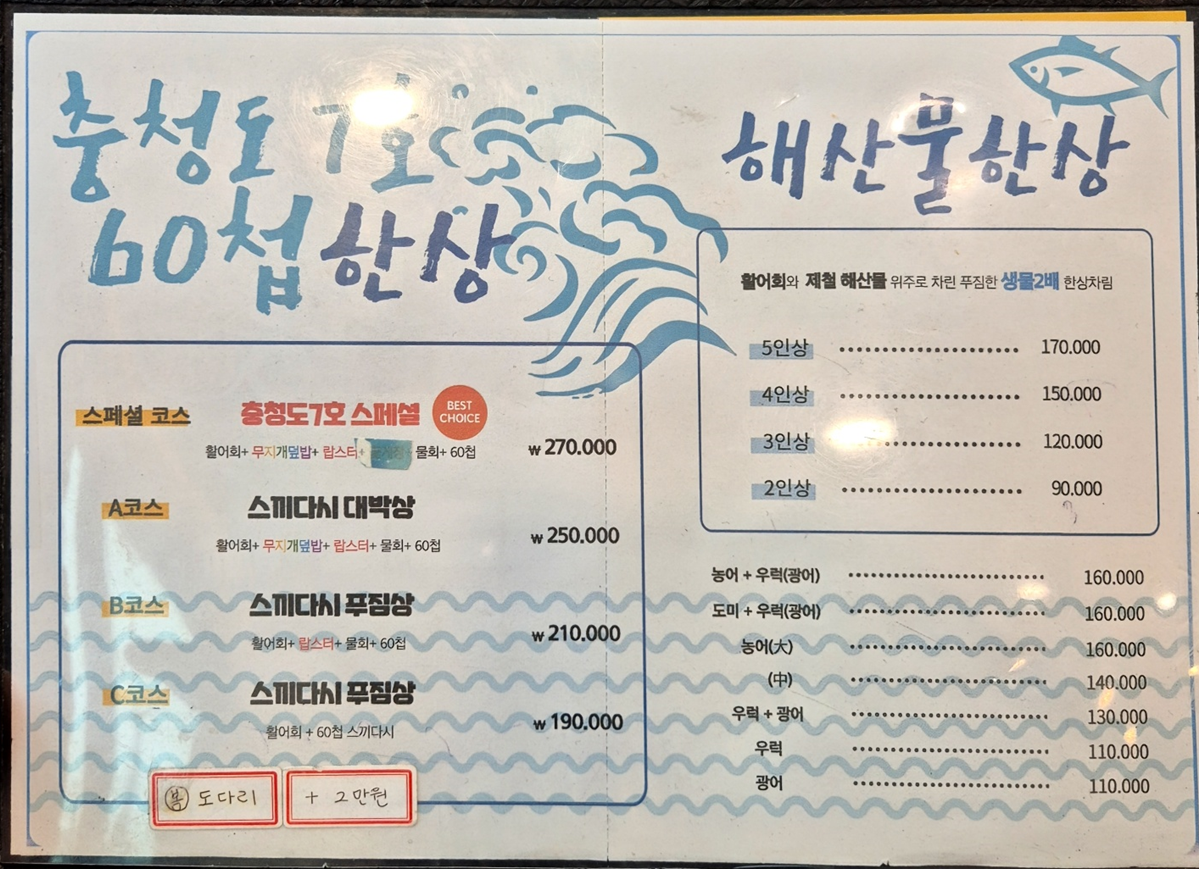 충청도 7호
60첩 한상
스페셜 코스 충청도7호 스페셜 BEST CHOICE
활어회+ 무지개덮밥+ 랍스터+ 물회+ 60첩 ₩ 270.000
A코스 스끼다시 대박상
활어회+ 무지개덮밥+ 랍스터+ 물회+ 60첩 ₩ 250.000
B코스 스끼다시 푸짐상
활어회+ 랍스터+ 물회+ 60첩 ₩ 210.000
C코스 스끼다시 푸짐상
활어회 + 60첩 스끼다시 ₩ 190.000
봄 도다리 + 2만원
해산물한상
활어회와 제철 해산물 위주로 차린 푸짐한 생물2배 한상차림
5인상 170.000
4인상 150.000
3인상 120.000
2인상 90.000
농어 + 우럭(광어) 160.000
도미 + 우럭(광어) 160.000
농어(大) 160.000
(中) 140.000
우럭 + 광어 130.000
우럭 110.000
광어 110.000